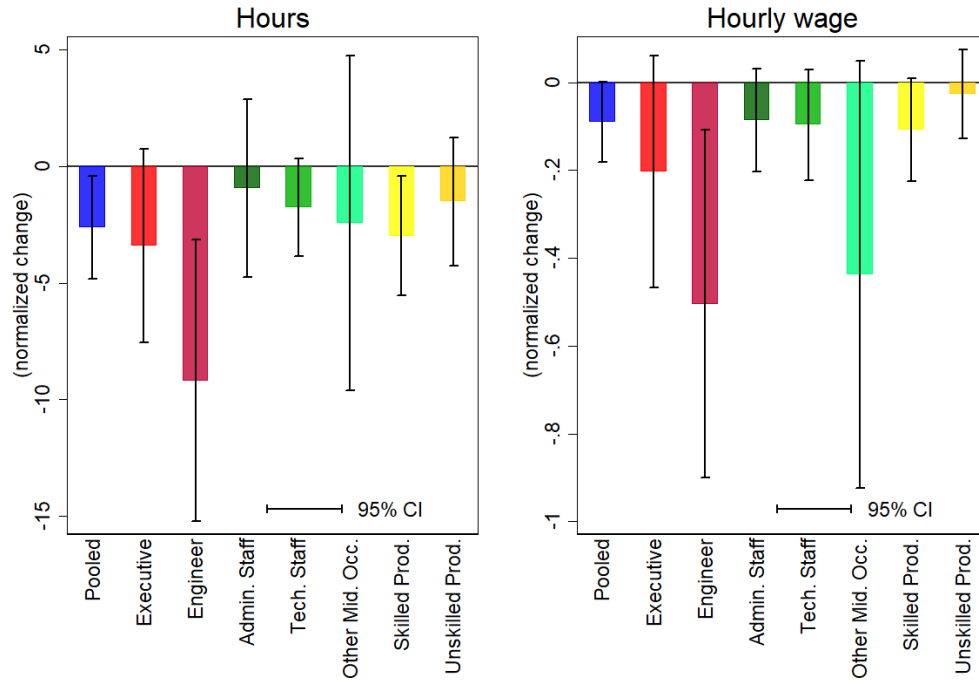 Hours
(normalized change)
5
0
-5
-10
-15
95% CI
Pooled
Executive
Engineer
Admin. Staff
Tech. Staff
Other Mid. Occ.
Skilled Prod.
Unskilled Prod.
Hourly wage
(normalized change)
0
-.2
-.4
-.6
-.8
-1
95% CI
Pooled
Executive
Engineer
Admin. Staff
Tech. Staff
Other Mid. Occ.
Skilled Prod.
Unskilled Prod.